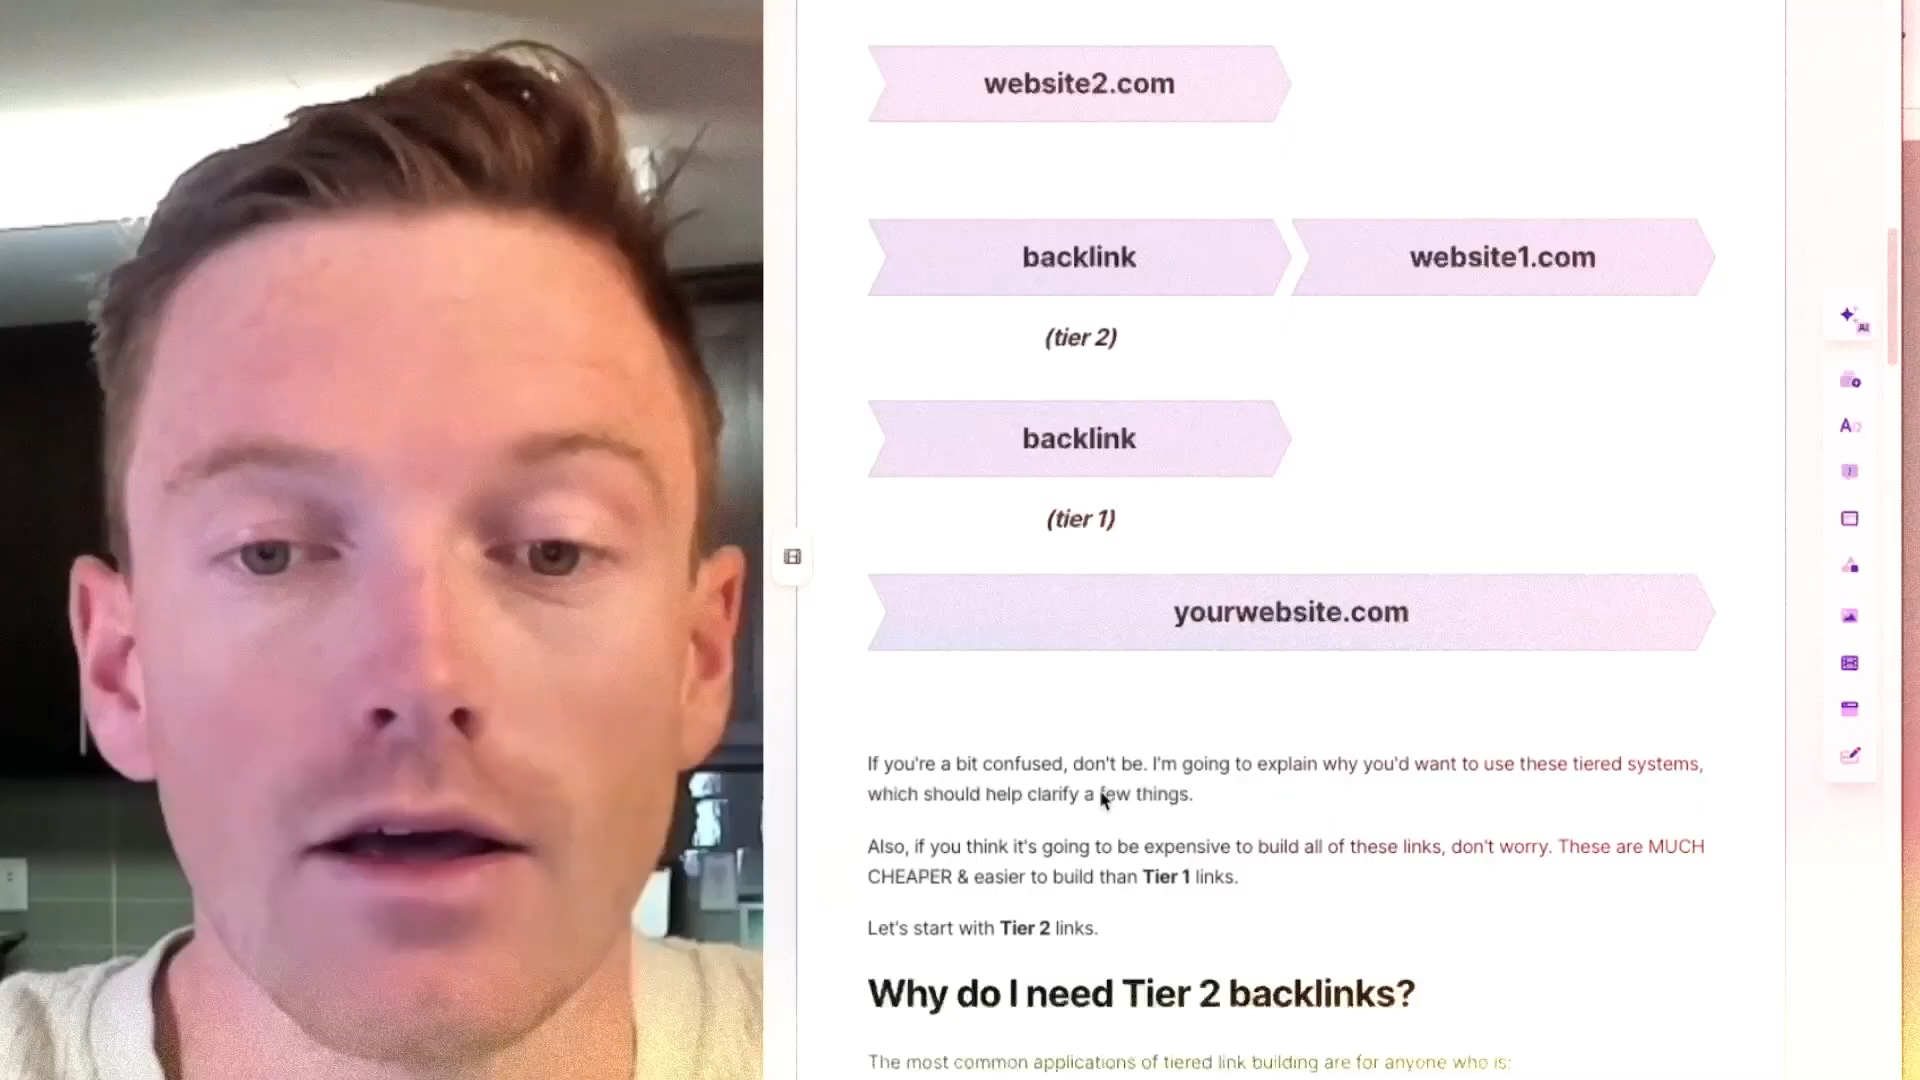 website2.com
backlink
website1.com
(tier 2)
backlink
(tier 1)
yourwebsite.com
If you're a bit confused, don't be. I'm going to explain why you'd want to use these tiered systems,
which should help clarify a few things.
Also, if you think it's going to be expensive to build all of these links, don't worry. These are MUCH
CHEAPER & easier to build than Tier 1 links.
Let's start with Tier 2 links.
Why do I need Tier 2 backlinks?
The most common applications of tiered link building are for anyone who is:
AI